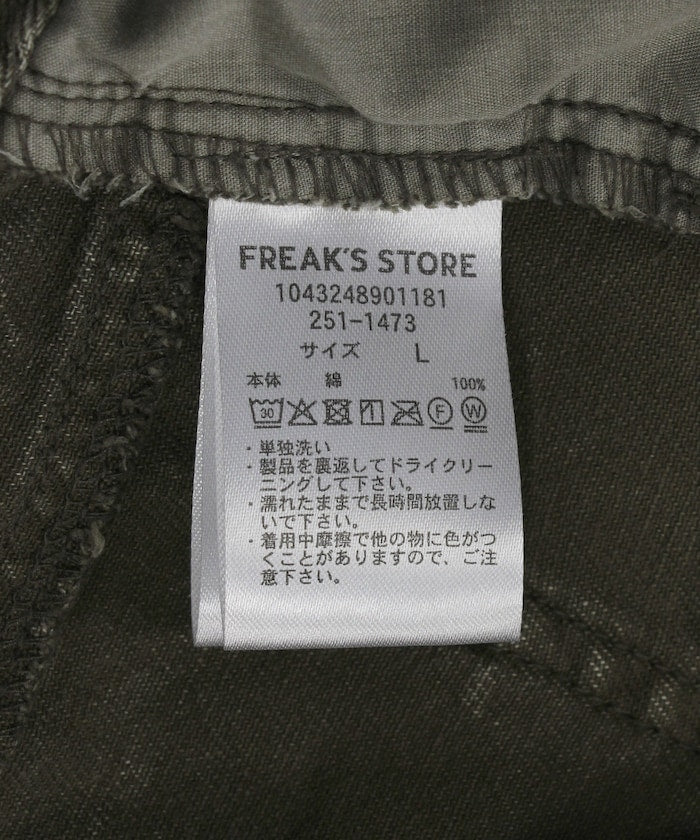 FREAK'S STORE
1043248901181
251-1473
サイズ L
本体 綿 100%
30 F W
・単独洗い
・製品を裏返してドライクリー
ニングして下さい。
・濡れたままで長時間放置しな
いで下さい。
・着用中摩擦で他の物に色がつ
くことがありますので、ご注
意下さい。